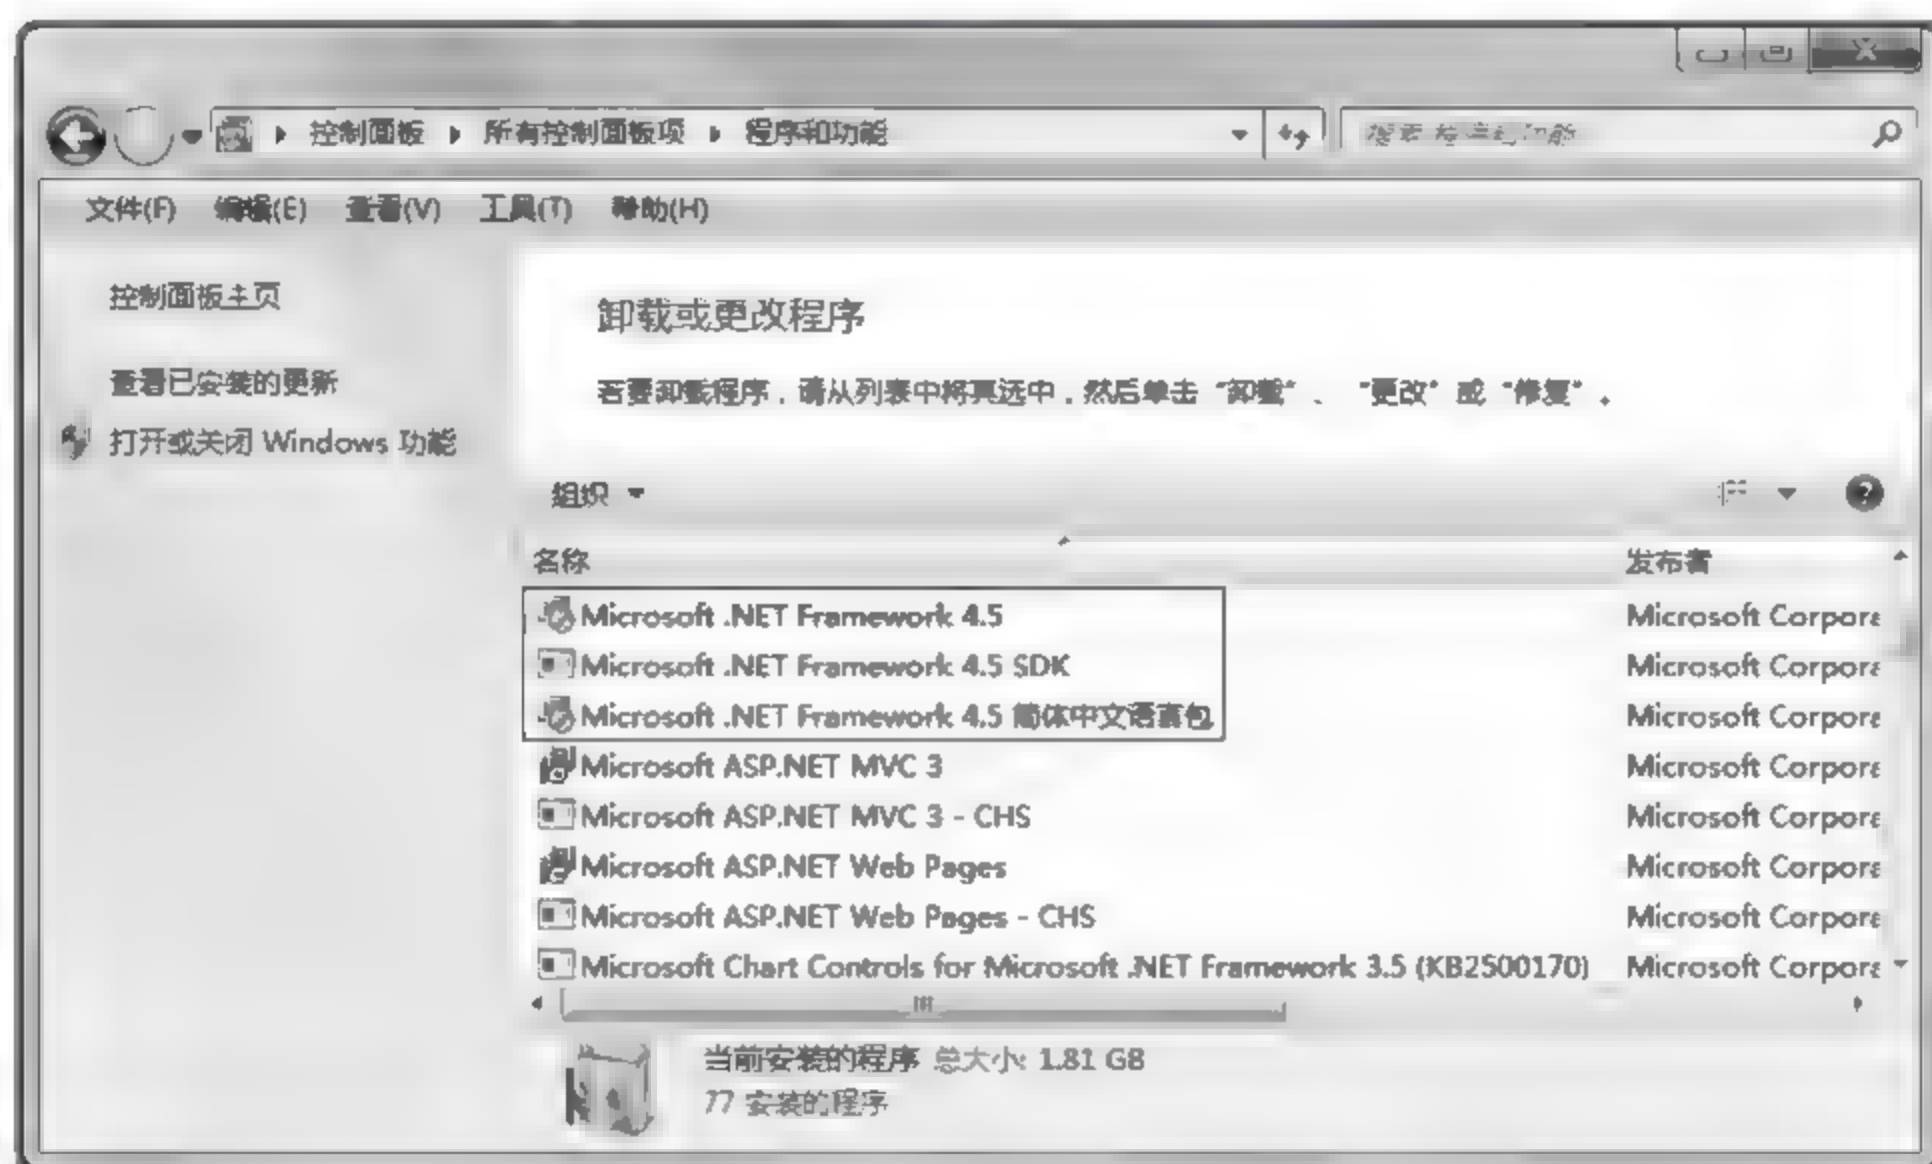 控制面板 ▸ 所有控制面板项 ▸ 程序和功能 搜索 程序和功能
文件(F) 编辑(E) 查看(V) 工具(T) 帮助(H)
控制面板主页
查看已安装的更新
打开或关闭 Windows 功能
卸载或更改程序
若要卸载程序，请从列表中将其选中，然后单击“卸载”、“更改”或“修复”。
组织
名称 发布者
Microsoft .NET Framework 4.5 Microsoft Corpora
Microsoft .NET Framework 4.5 SDK Microsoft Corpora
Microsoft .NET Framework 4.5 简体中文语言包 Microsoft Corpora
Microsoft ASP.NET MVC 3 Microsoft Corpora
Microsoft ASP.NET MVC 3 - CHS Microsoft Corpora
Microsoft ASP.NET Web Pages Microsoft Corpora
Microsoft ASP.NET Web Pages - CHS Microsoft Corpora
Microsoft Chart Controls for Microsoft .NET Framework 3.5 (KB2500170) Microsoft Corpora
当前安装的程序 总大小: 1.81 GB
77 安装的程序